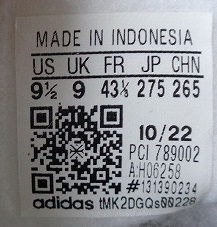 MADE IN INDONESIA
US UK FR JP CHN
9½ 9 43⅓ 275 265
10/22
PCI 789002
A:H06258
#131390234
adidas tMK2DGQs00228